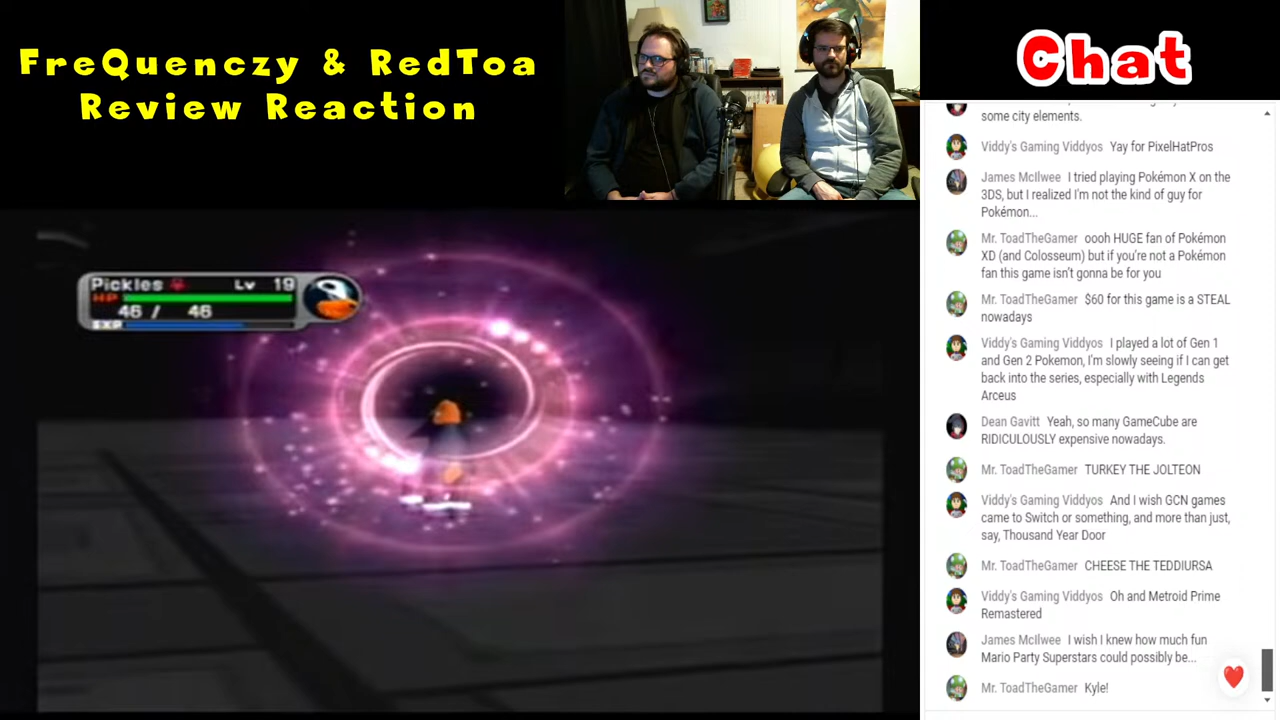 FreQuenczy & RedToa
Review Reaction
Chat
some city elements.
Viddy's Gaming Viddyos Yay for PixelHatPros
James McIlwee I tried playing Pokémon X on the
3DS, but I realized I'm not the kind of guy for
Pokémon...
Mr. ToadTheGamer oooh HUGE fan of Pokémon
XD (and Colosseum) but if you're not a Pokémon
fan this game isn't gonna be for you
Mr. ToadTheGamer $60 for this game is a STEAL
nowadays
Viddy's Gaming Viddyos I played a lot of Gen 1
and Gen 2 Pokemon, I'm slowly seeing if I can get
back into the series, especially with Legends
Arceus
Dean Gavitt Yeah, so many GameCube are
RIDICULOUSLY expensive nowadays.
Mr. ToadTheGamer TURKEY THE JOLTEON
Viddy's Gaming Viddyos And I wish GCN games
came to Switch or something, and more than just,
say, Thousand Year Door
Mr. ToadTheGamer CHEESE THE TEDDIURSA
Viddy's Gaming Viddyos Oh and Metroid Prime
Remastered
James McIlwee I wish I knew how much fun
Mario Party Superstars could possibly be...
Mr. ToadTheGamer Kyle!
Pickles Lv 19
HP
46 / 46
EXP